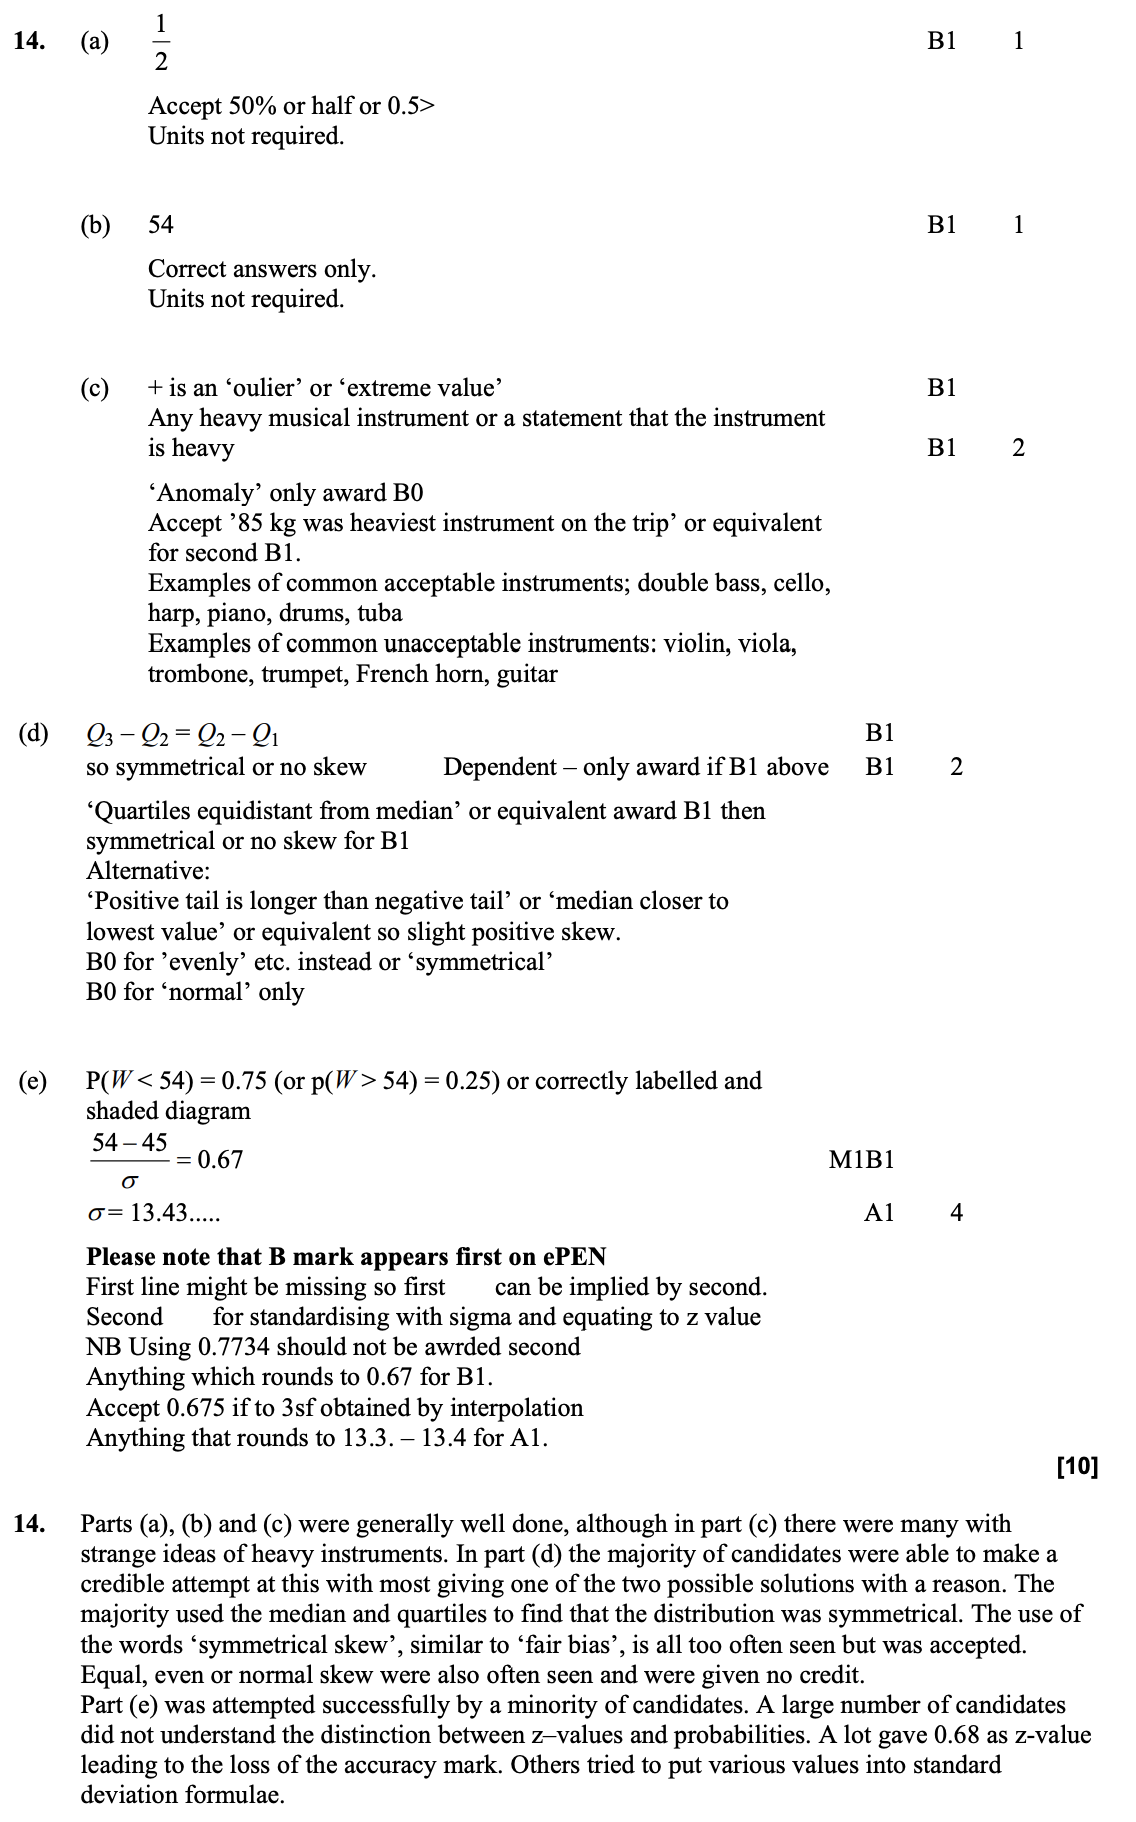 14. (a) 1/2 B1 1
Accept 50% or half or 0.5>
Units not required.
(b) 54 B1 1
Correct answers only.
Units not required.
(c) + is an ‘oulier’ or ‘extreme value’ B1
Any heavy musical instrument or a statement that the instrument
is heavy B1 2
‘Anomaly’ only award B0
Accept ’85 kg was heaviest instrument on the trip’ or equivalent
for second B1.
Examples of common acceptable instruments; double bass, cello,
harp, piano, drums, tuba
Examples of common unacceptable instruments: violin, viola,
trombone, trumpet, French horn, guitar
(d) Q3 – Q2 = Q2 – Q1 B1
so symmetrical or no skew Dependent – only award if B1 above B1 2
‘Quartiles equidistant from median’ or equivalent award B1 then
symmetrical or no skew for B1
Alternative:
‘Positive tail is longer than negative tail’ or ‘median closer to
lowest value’ or equivalent so slight positive skew.
B0 for ’evenly’ etc. instead or ‘symmetrical’
B0 for ‘normal’ only
(e) P(W < 54) = 0.75 (or p(W > 54) = 0.25) or correctly labelled and
shaded diagram
(54 – 45)/σ = 0.67 M1B1
σ = 13.43..... A1 4
Please note that B mark appears first on ePEN
First line might be missing so first can be implied by second.
Second for standardising with sigma and equating to z value
NB Using 0.7734 should not be awrded second
Anything which rounds to 0.67 for B1.
Accept 0.675 if to 3sf obtained by interpolation
Anything that rounds to 13.3. – 13.4 for A1.
[10]
14. Parts (a), (b) and (c) were generally well done, although in part (c) there were many with
strange ideas of heavy instruments. In part (d) the majority of candidates were able to make a
credible attempt at this with most giving one of the two possible solutions with a reason. The
majority used the median and quartiles to find that the distribution was symmetrical. The use of
the words ‘symmetrical skew’, similar to ‘fair bias’, is all too often seen but was accepted.
Equal, even or normal skew were also often seen and were given no credit.
Part (e) was attempted successfully by a minority of candidates. A large number of candidates
did not understand the distinction between z–values and probabilities. A lot gave 0.68 as z-value
leading to the loss of the accuracy mark. Others tried to put various values into standard
deviation formulae.